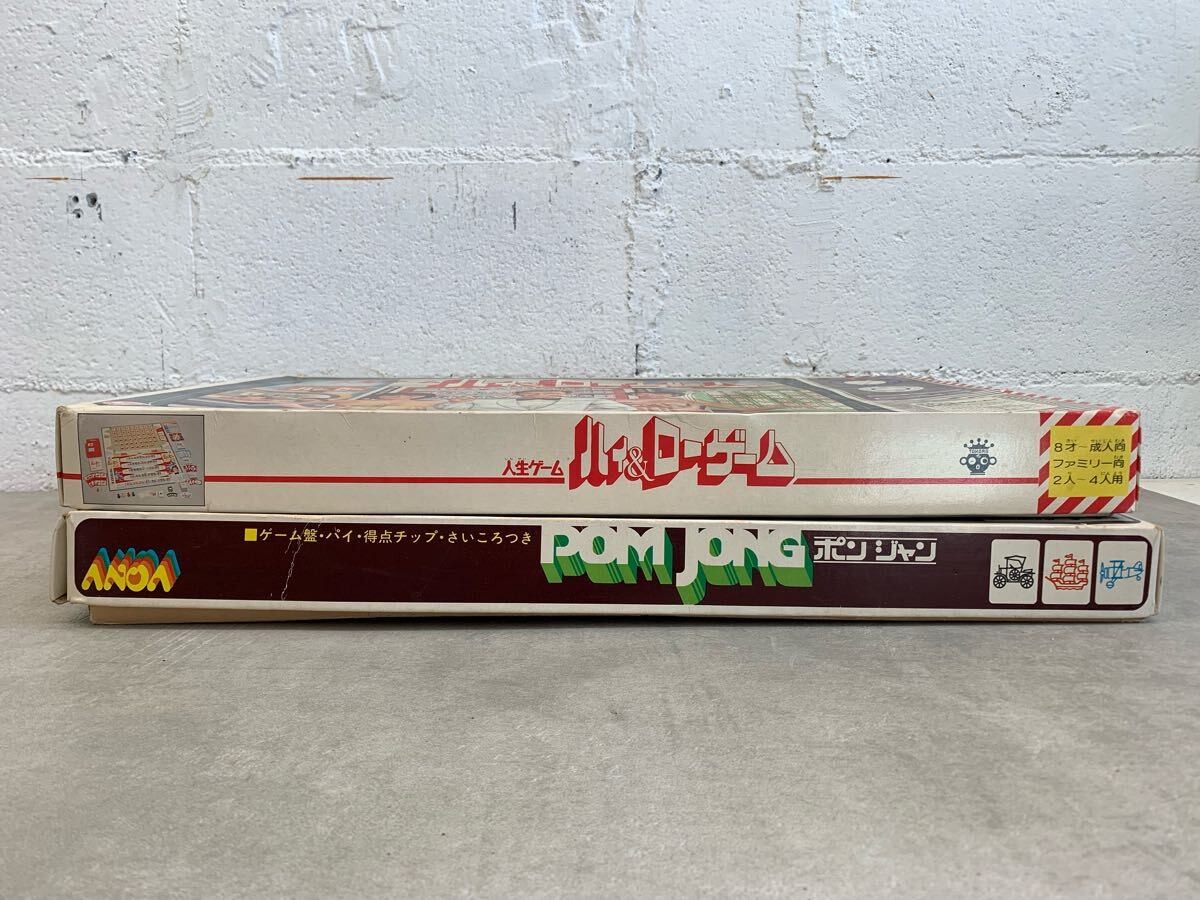 人生ゲーム ハイ&ローゲーム
TAKARA
8才~成人向
ファミリー向
2人~4人用
ANOA
■ゲーム盤・パイ・得点チップ・さいころつき
POM JONG ポンジャン